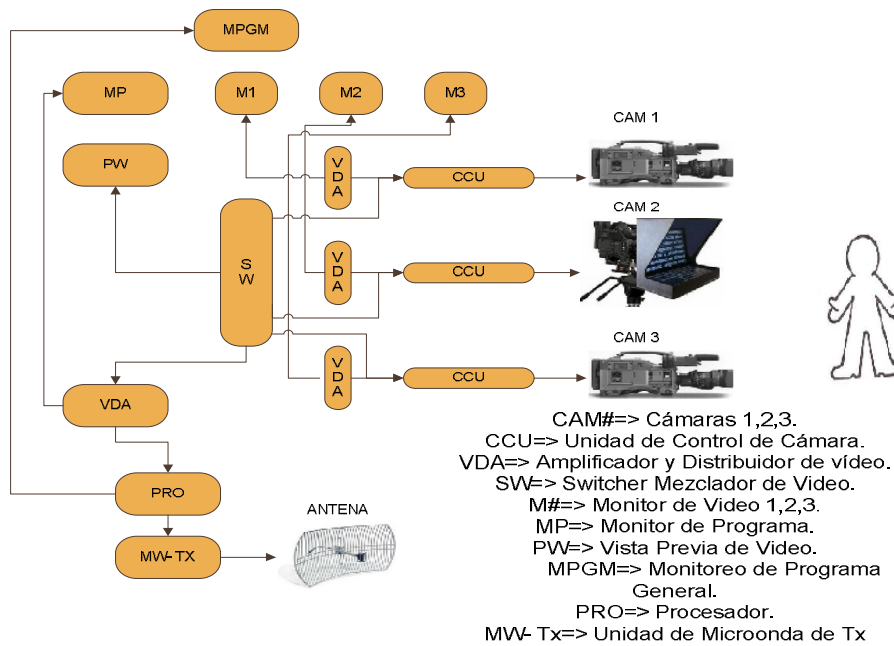 MPGM
MP
M1
M2
M3
CAM 1
PW
V
D
A
CCU
CAM 2
S
W
V
D
A
CCU
CAM 3
V
D
A
CCU
VDA
CAM#=> Cámaras 1,2,3.
CCU=> Unidad de Control de Cámara.
VDA=> Amplificador y Distribuidor de vídeo.
SW=> Switcher Mezclador de Video.
M#=> Monitor de Video 1,2,3.
MP=> Monitor de Programa.
PW=> Vista Previa de Video.
MPGM=> Monitoreo de Programa
General.
PRO=> Procesador.
MW- Tx=> Unidad de Microonda de Tx
PRO
ANTENA
MW- TX